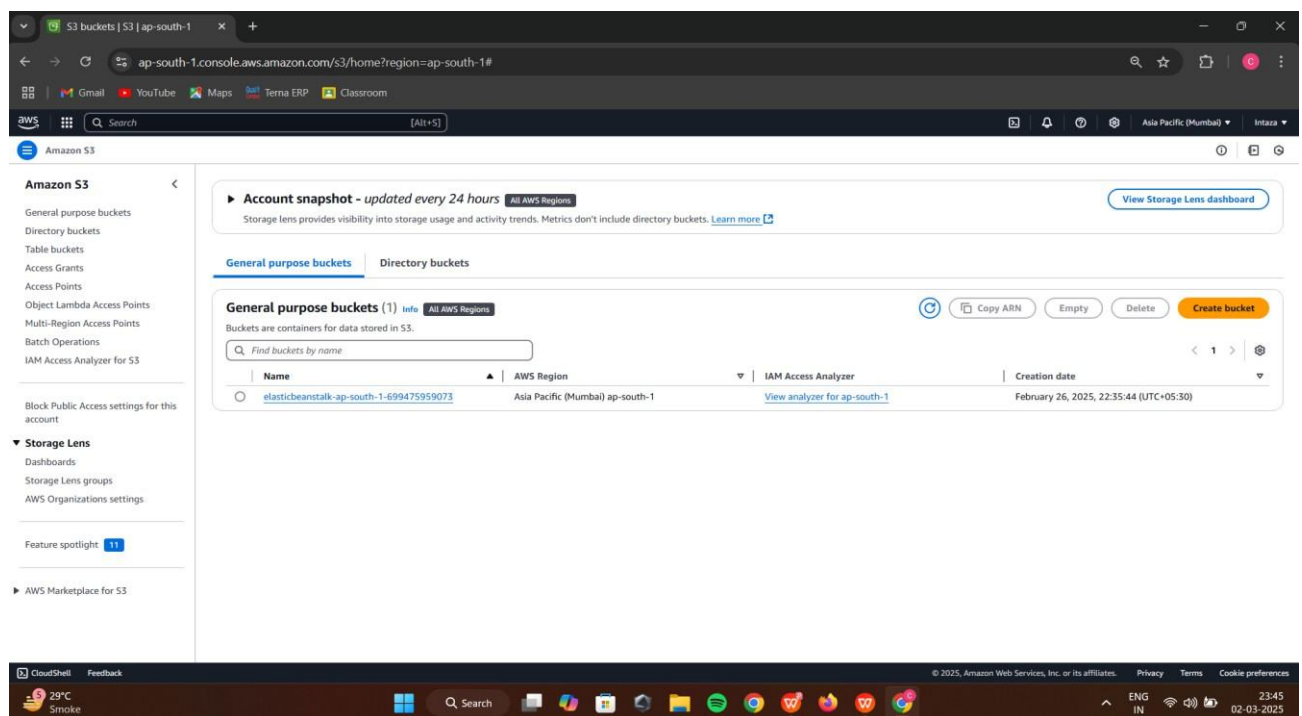 S3 buckets | S3 | ap-south-1
ap-south-1.console.aws.amazon.com/s3/home?region=ap-south-1#
Gmail YouTube Maps Terna ERP Classroom
aws Search [Alt+S] Asia Pacific (Mumbai) Intaza
Amazon S3
Amazon S3
General purpose buckets
Directory buckets
Table buckets
Access Grants
Access Points
Object Lambda Access Points
Multi-Region Access Points
Batch Operations
IAM Access Analyzer for S3
Block Public Access settings for this
account
Storage Lens
Dashboards
Storage Lens groups
AWS Organizations settings
Feature spotlight 11
AWS Marketplace for S3
Account snapshot - updated every 24 hours All AWS Regions
View Storage Lens dashboard
Storage lens provides visibility into storage usage and activity trends. Metrics don't include directory buckets. Learn more
General purpose buckets Directory buckets
General purpose buckets (1) Info All AWS Regions
Copy ARN Empty Delete Create bucket
Buckets are containers for data stored in S3.
Find buckets by name
1
Name AWS Region IAM Access Analyzer Creation date
elasticbeanstalk-ap-south-1-699475959073 Asia Pacific (Mumbai) ap-south-1 View analyzer for ap-south-1 February 26, 2025, 22:35:44 (UTC+05:30)
CloudShell Feedback © 2025, Amazon Web Services, Inc. or its affiliates. Privacy Terms Cookie preferences
29°C
Smoke
Search
ENG
IN
23:45
02-03-2025